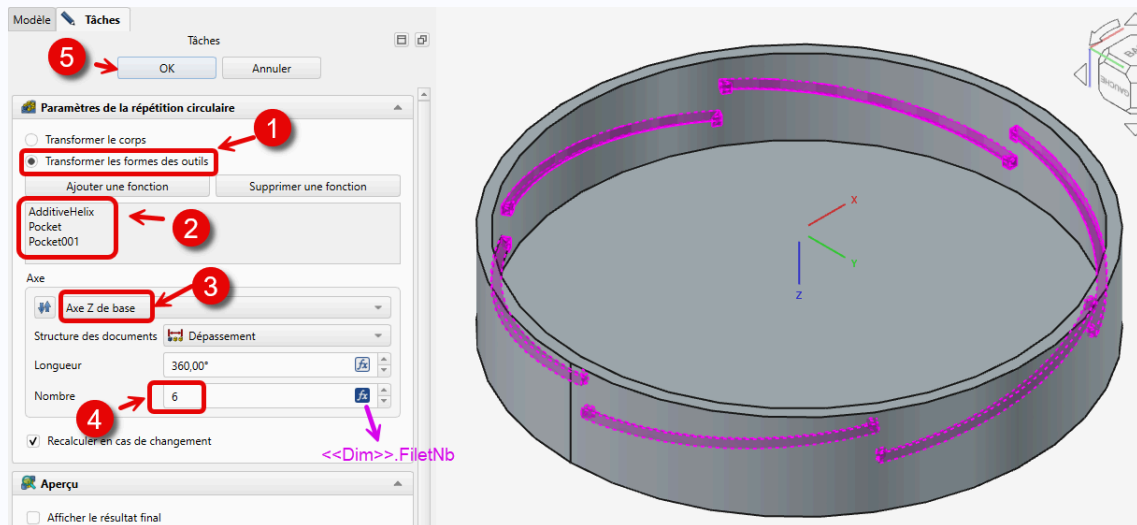 Modèle
Tâches
Tâches
5
OK
Annuler
Paramètres de la répétition circulaire
1
Transformer le corps
Transformer les formes des outils
Ajouter une fonction
Supprimer une fonction
AdditiveHelix
Pocket
Pocket001
2
Axe
3
Axe Z de base
Structure des documents
Dépassement
Longueur
360,00°
Nombre
6
4
Recalculer en cas de changement
<<Dim>>.FiletNb
Aperçu
Afficher le résultat final
X
Y
Z
BA
GAUCHE